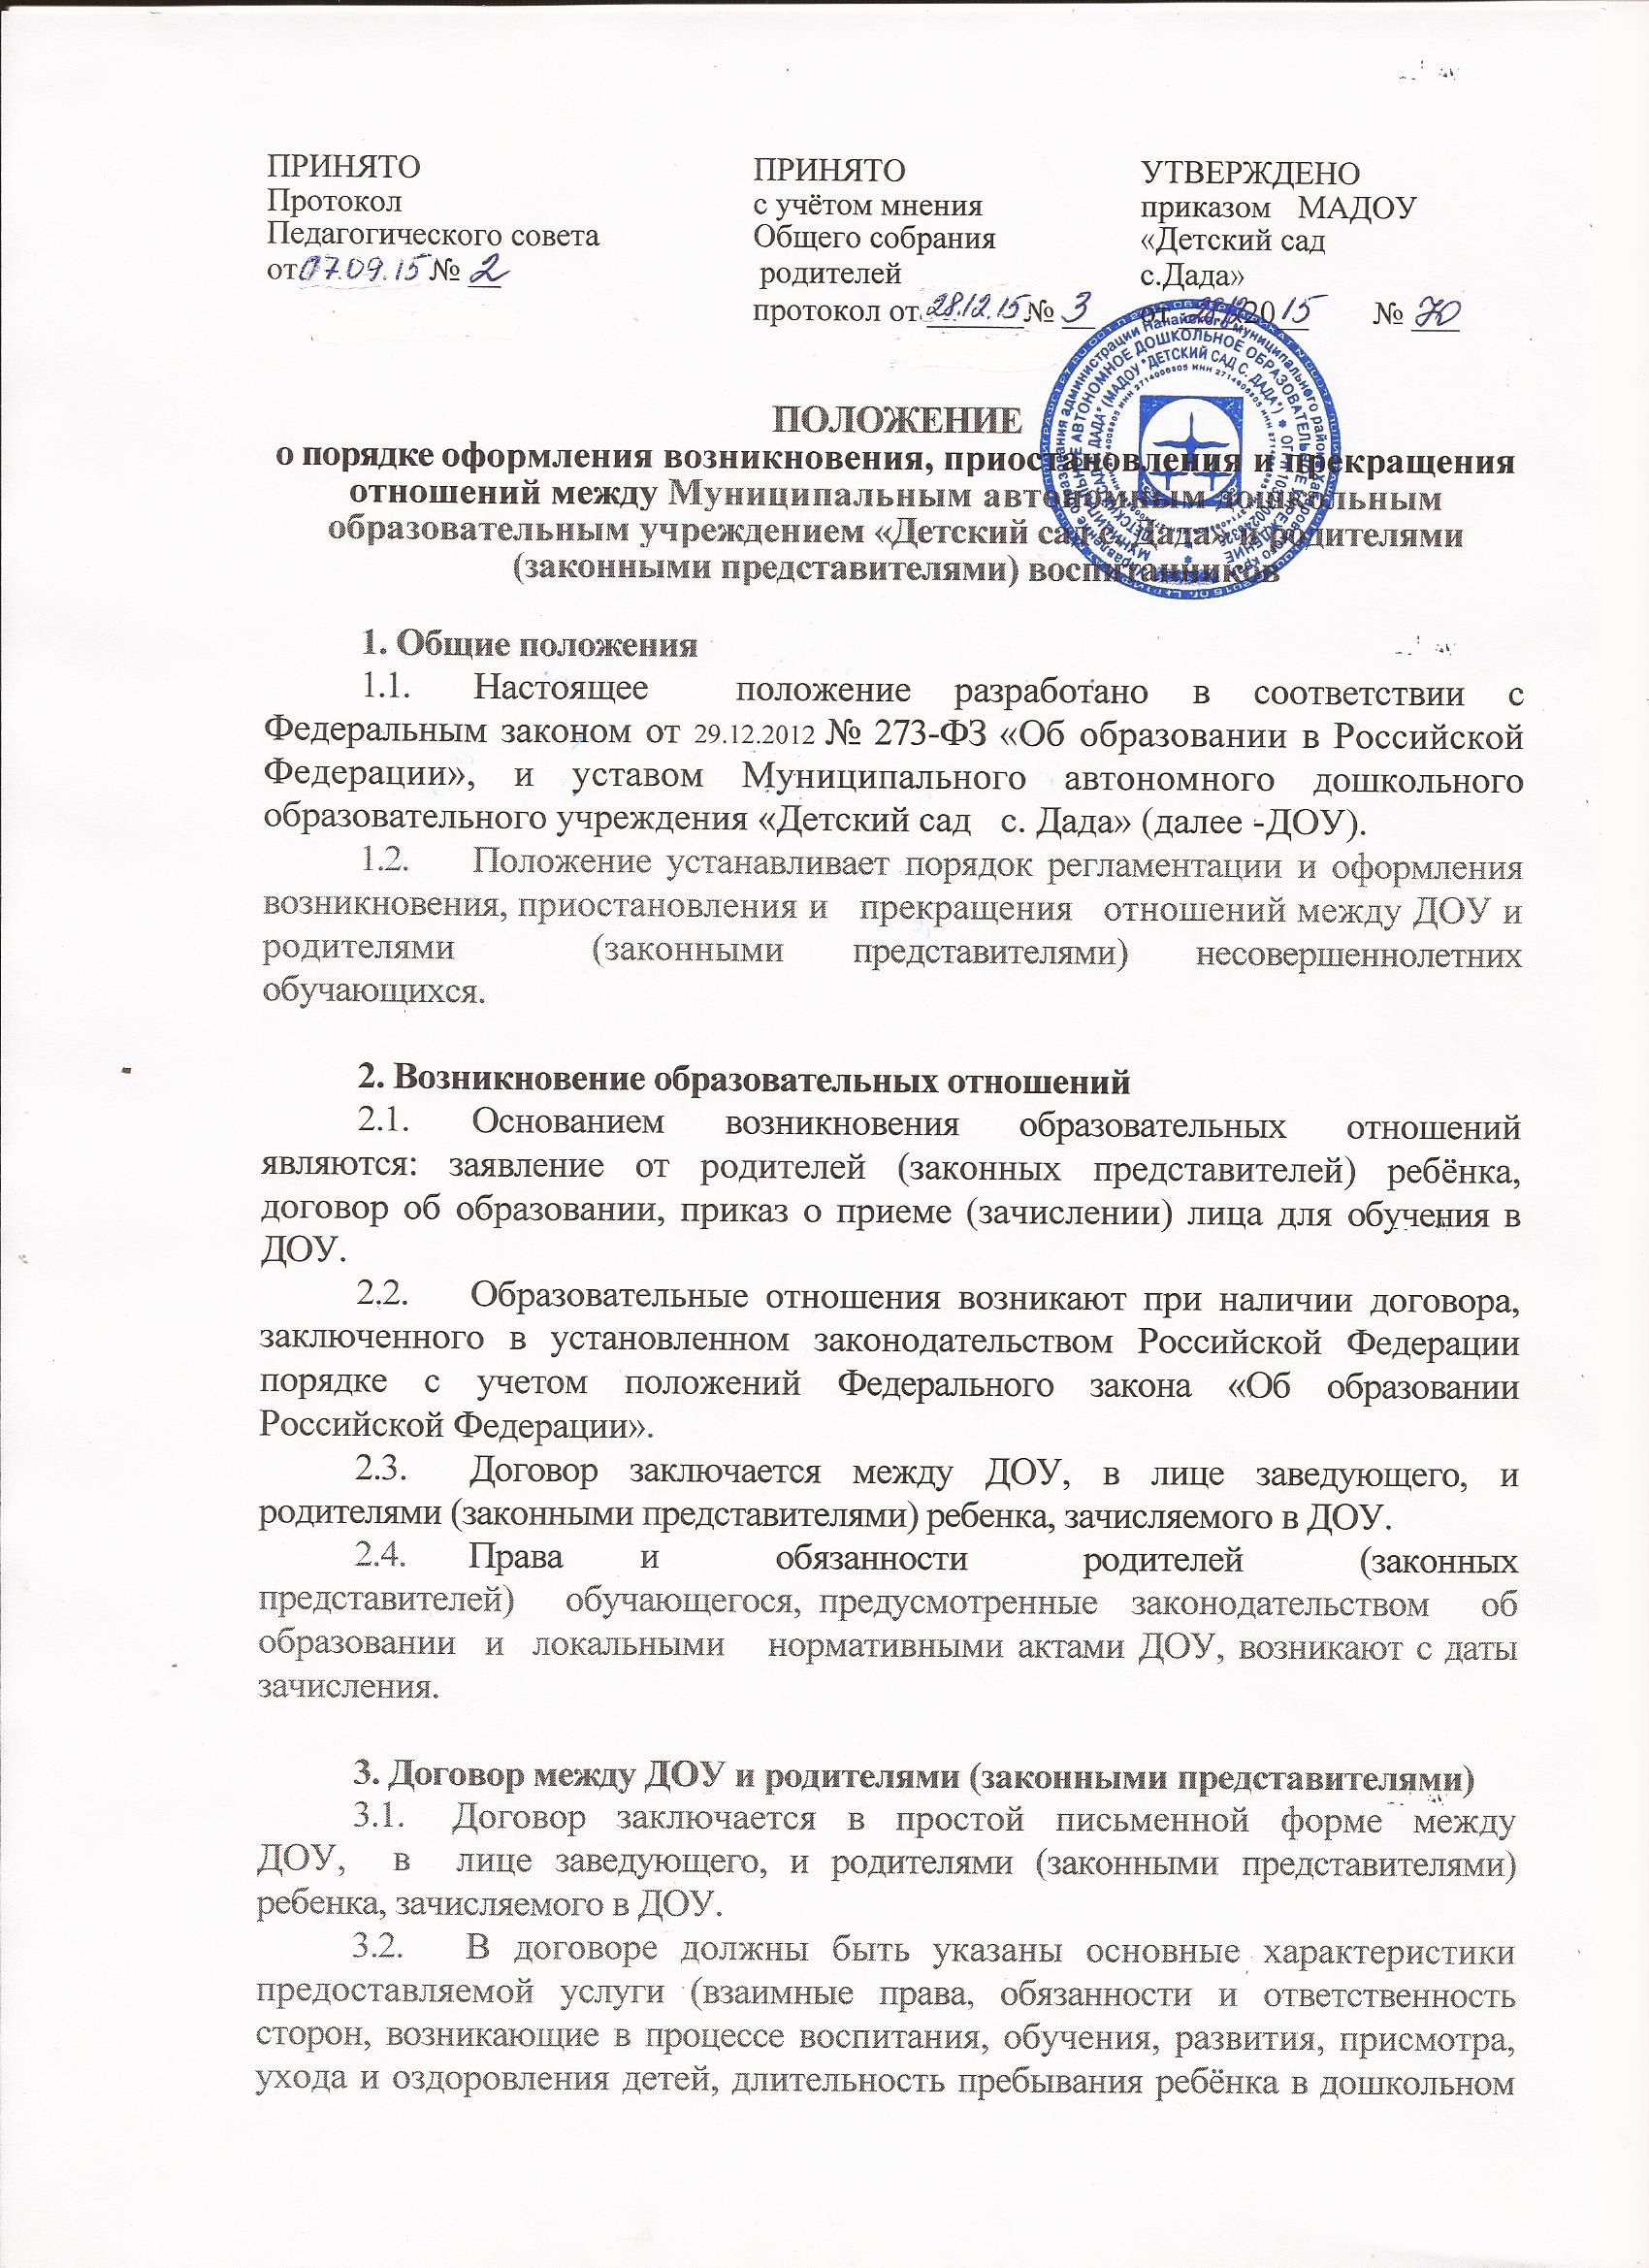 ПРИНЯТО
Протокол
Педагогического совета
от 07.09.15 № 2
ПРИНЯТО
с учётом мнения
Общего собрания
родителей
протокол от 28.12.15 № 3
УТВЕРЖДЕНО
приказом МАДОУ
«Детский сад
с.Дада»
от 28.12 2015 № 70
ПОЛОЖЕНИЕ
о порядке оформления возникновения, приостановления и прекращения
отношений между Муниципальным автономным дошкольным
образовательным учреждением «Детский сад с. Дада» и родителями
(законными представителями) воспитанников
1. Общие положения
1.1. Настоящее положение разработано в соответствии с
Федеральным законом от 29.12.2012 № 273-ФЗ «Об образовании в Российской
Федерации», и уставом Муниципального автономного дошкольного
образовательного учреждения «Детский сад с. Дада» (далее -ДОУ).
1.2. Положение устанавливает порядок регламентации и оформления
возникновения, приостановления и прекращения отношений между ДОУ и
родителями (законными представителями) несовершеннолетних
обучающихся.
2. Возникновение образовательных отношений
2.1. Основанием возникновения образовательных отношений
являются: заявление от родителей (законных представителей) ребёнка,
договор об образовании, приказ о приеме (зачислении) лица для обучения в
ДОУ.
2.2. Образовательные отношения возникают при наличии договора,
заключенного в установленном законодательством Российской Федерации
порядке с учетом положений Федерального закона «Об образовании
Российской Федерации».
2.3. Договор заключается между ДОУ, в лице заведующего, и
родителями (законными представителями) ребенка, зачисляемого в ДОУ.
2.4. Права и обязанности родителей (законных
представителей) обучающегося, предусмотренные законодательством об
образовании и локальными нормативными актами ДОУ, возникают с даты
зачисления.
3. Договор между ДОУ и родителями (законными представителями)
3.1. Договор заключается в простой письменной форме между
ДОУ, в лице заведующего, и родителями (законными представителями)
ребенка, зачисляемого в ДОУ.
3.2. В договоре должны быть указаны основные характеристики
предоставляемой услуги (взаимные права, обязанности и ответственность
сторон, возникающие в процессе воспитания, обучения, развития, присмотра,
ухода и оздоровления детей, длительность пребывания ребёнка в дошкольном